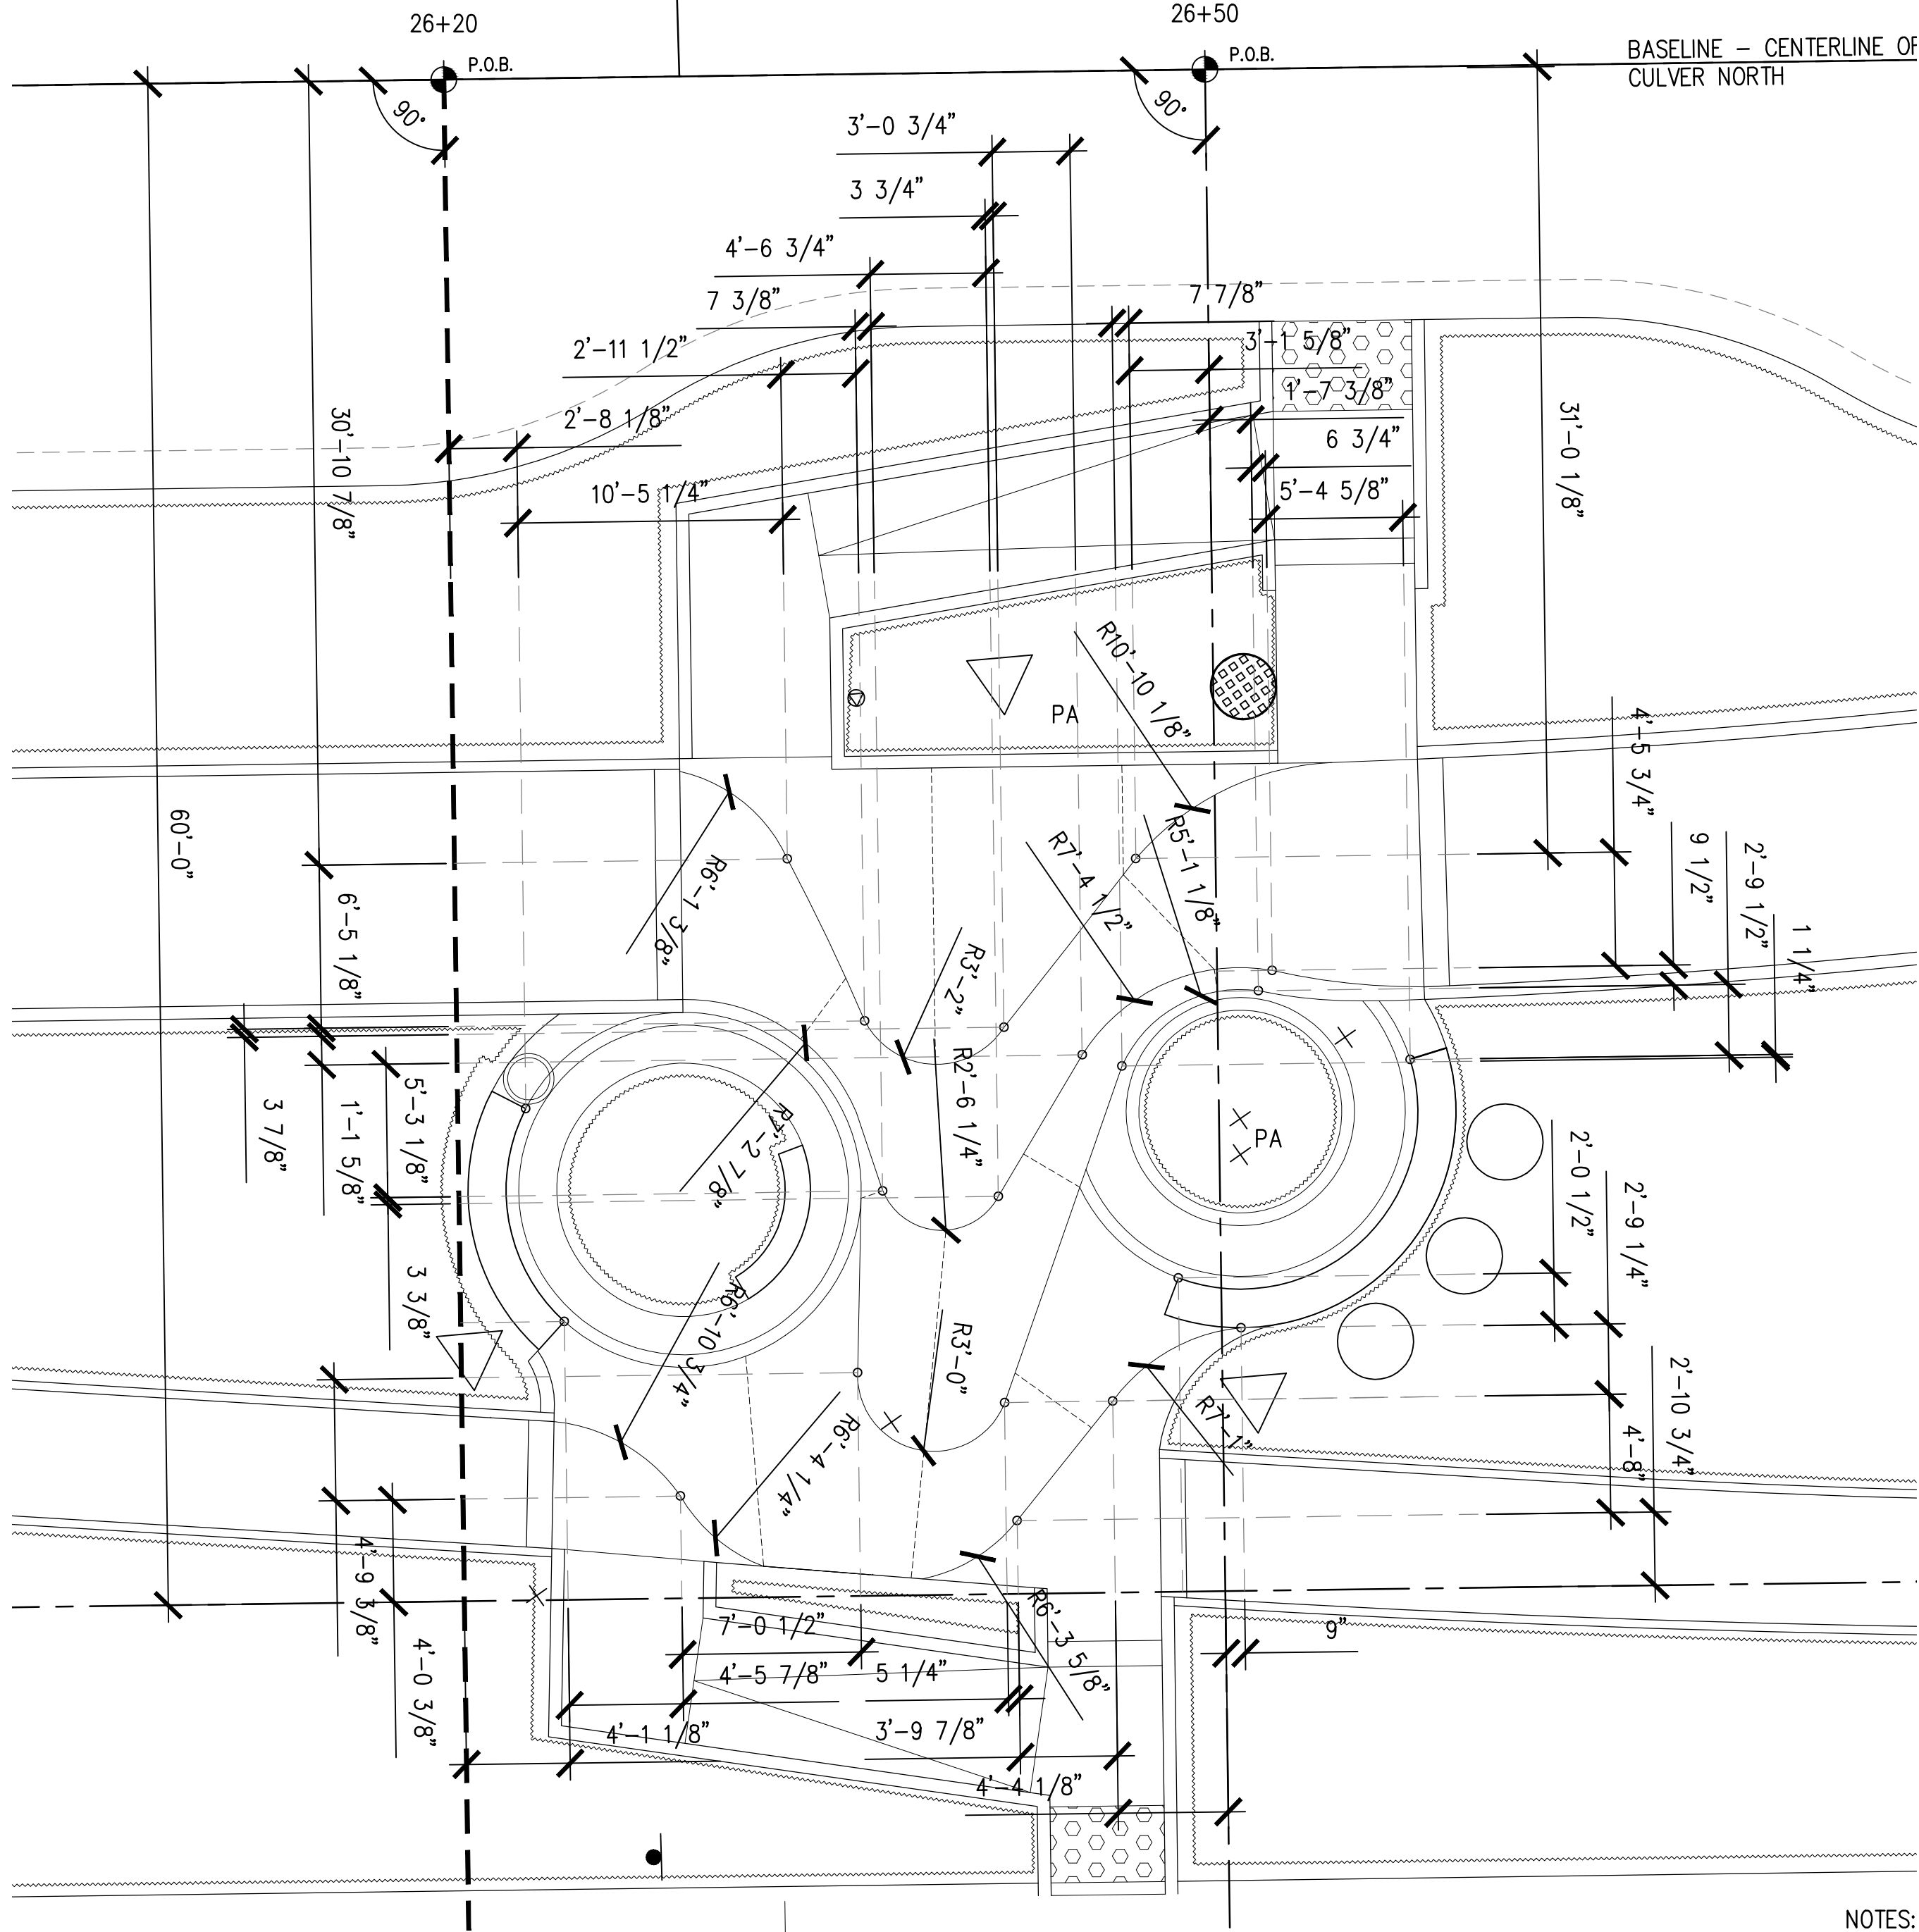 26+20
26+50
P.O.B.
P.O.B.
BASELINE – CENTERLINE OF
CULVER NORTH
90°
90°
3'–0 3/4"
3 3/4"
4'–6 3/4"
7 3/8"
7 7/8"
2'–11 1/2"
3'–1 5/8"
1'–7 3/8"
2'–8 1/8"
6 3/4"
10'–5 1/4"
5'–4 5/8"
30'–10 7/8"
31'–0 1/8"
R10'–10 1/8"
PA
4'–5 3/4"
60'–0"
R6'–1 3/8"
R7'–4 1/2"
R5'–1 1/8"
9 1/2"
2'–9 1/2"
1 1/4"
6'–5 1/8"
R3'–2"
3 7/8"
1'–1 5/8"
5'–3 1/8"
R7'–2 7/8"
R2'–6 1/4"
PA
2'–0 1/2"
2'–9 1/4"
3 3/8"
R6'–10 3/4"
R3'–0"
R6'–4 1/4"
R7'–1"
2'–10 3/4"
4'–8"
4'–9 3/8"
4'–0 3/8"
7'–0 1/2"
R6'–3 5/8"
9"
4'–5 7/8"
5 1/4"
4'–1 1/8"
3'–9 7/8"
4'–4 1/8"
NOTES: